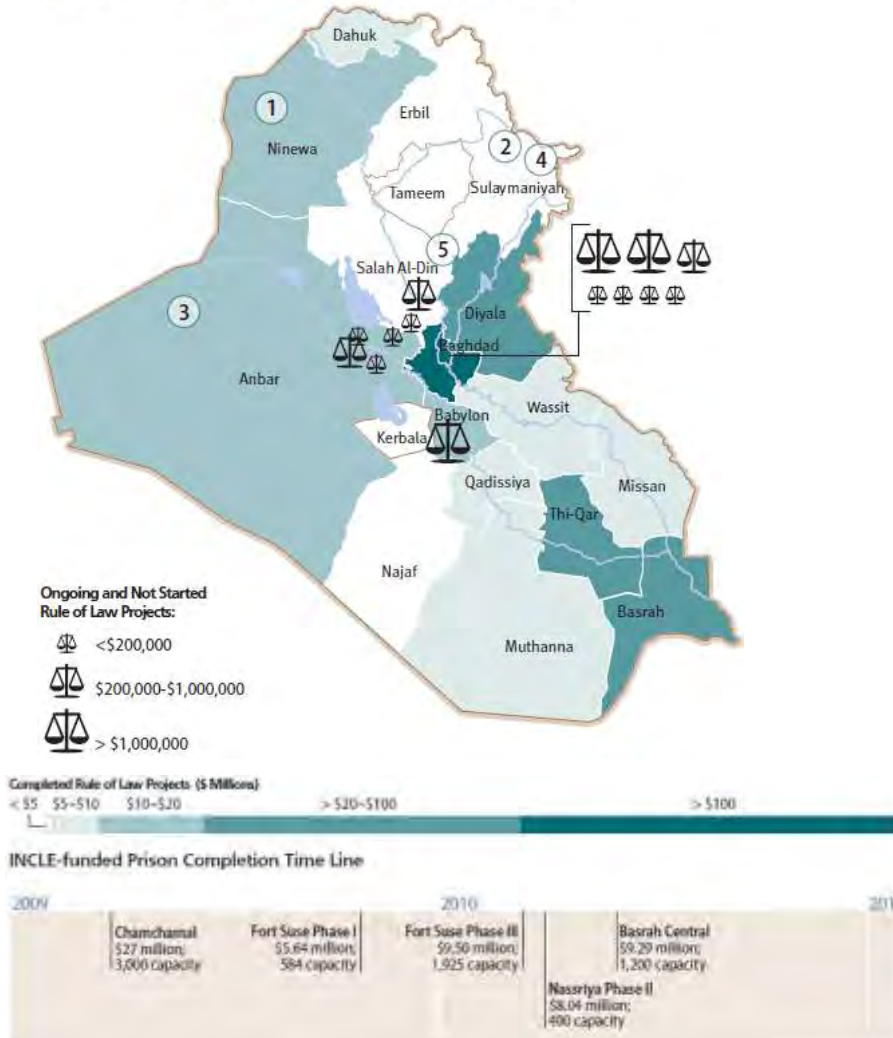 Dahuk
1
Ninewa
Erbil
2
4
Tameem
Sulaymaniyah
5
Salah Al-Din
3
Diyala
Baghdad
Anbar
Wassit
Babylon
Kerbala
Qadissiya
Missan
Thi-Qar
Najaf
Basrah
Muthanna
Ongoing and Not Started
Rule of Law Projects:
<$200,000
$200,000-$1,000,000
> $1,000,000
Completed Rule of Law Projects ($ Millions)
< $5 $5–$10 $10–$20 > $20–$100 > $100
INCLE-funded Prison Completion Time Line
2009 2010 201
Chamchamal
$27 million;
3,000 capacity
Fort Suse Phase I
$5.64 million;
584 capacity
Fort Suse Phase III
$9.50 million;
1,925 capacity
Basrah Central
$9.29 million;
1,200 capacity
Nassriya Phase II
$8.04 million;
400 capacity